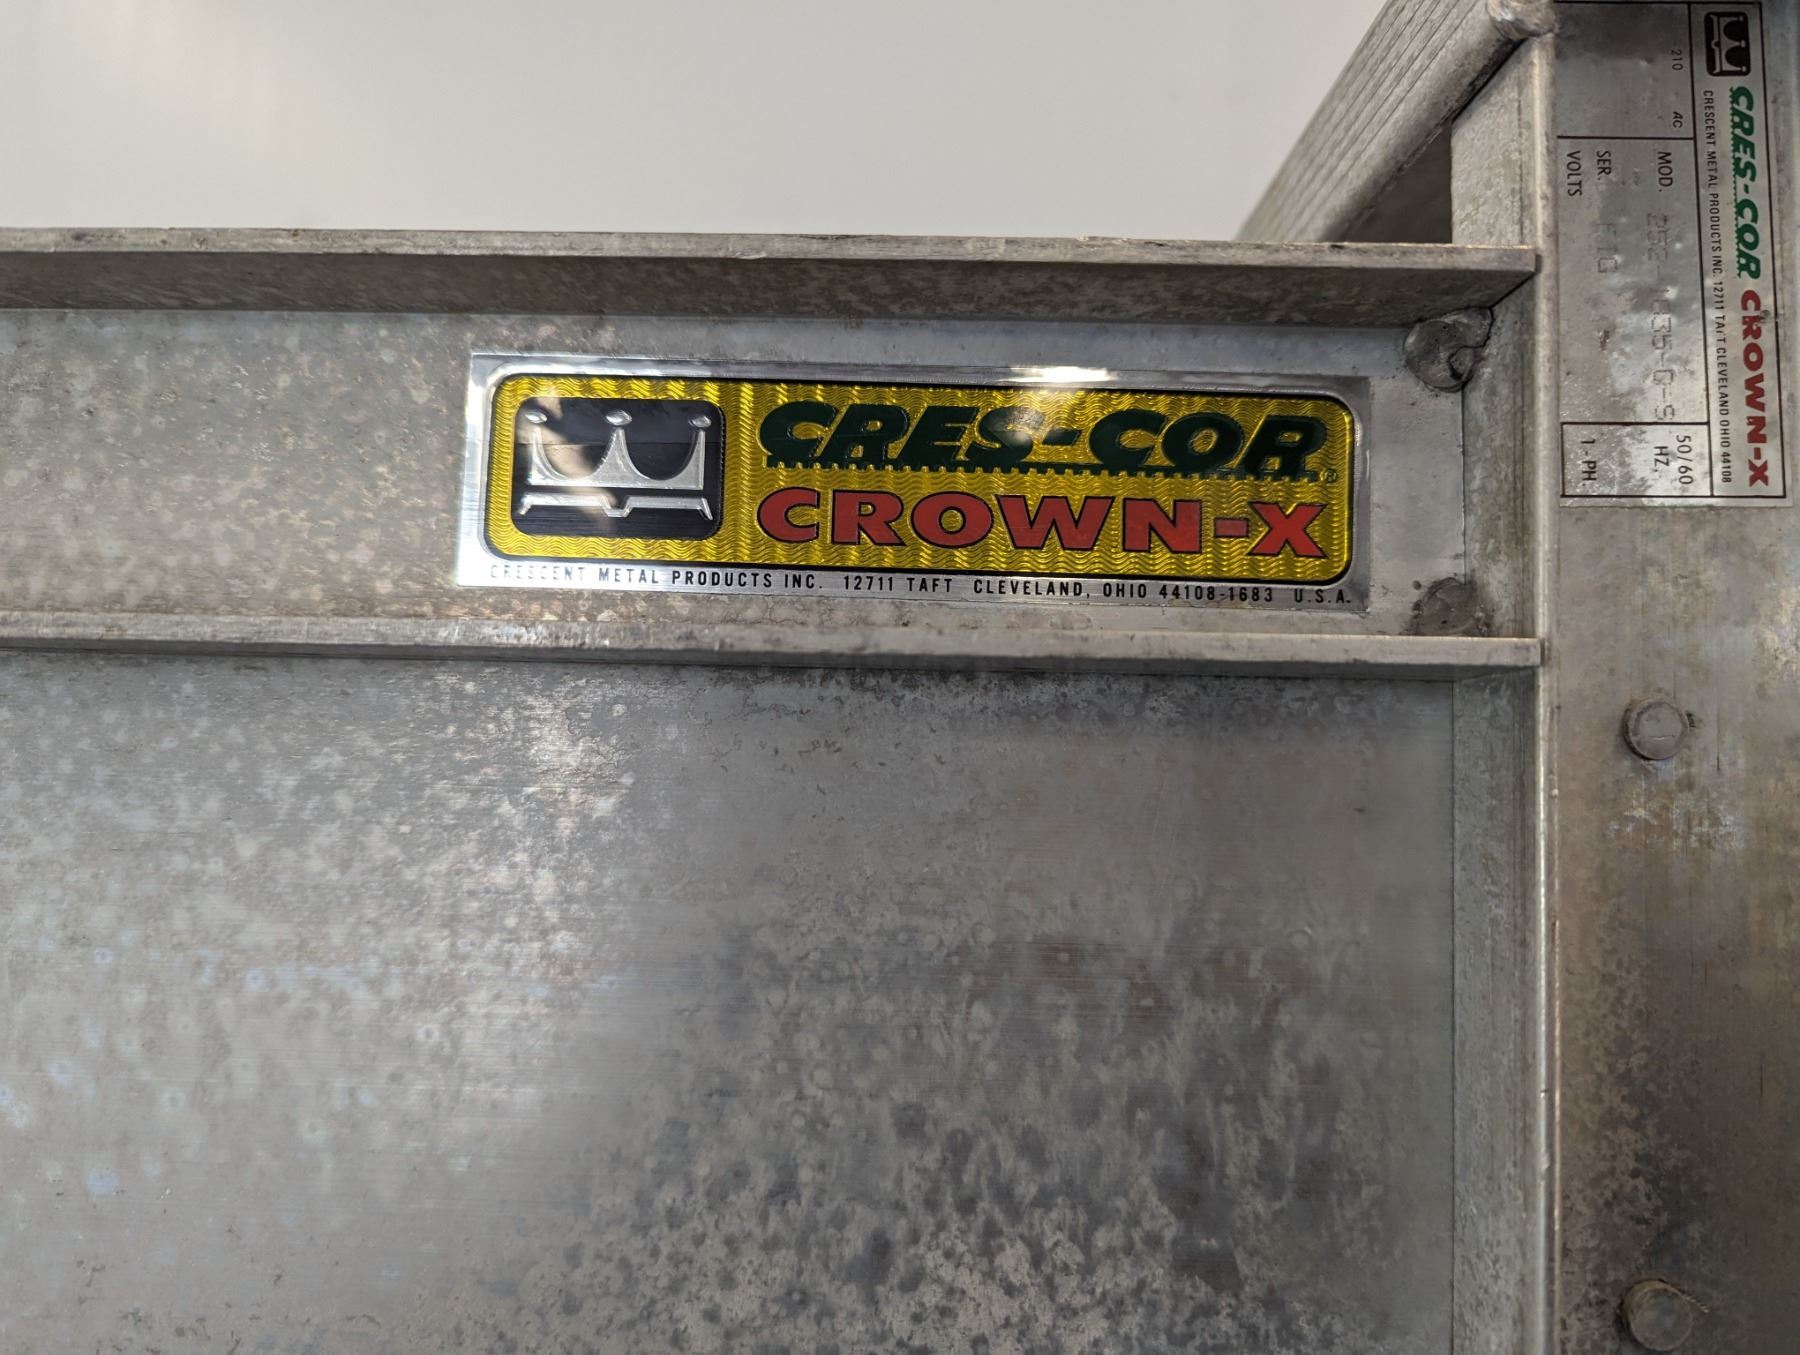 CRES-COR®
CROWN-X
CRESCENT METAL PRODUCTS INC. 12711 TAFT CLEVELAND, OHIO 44108-1683 U.S.A.
CRES-COR CROWN-X
CRESCENT METAL PRODUCTS INC. 12711 TAFT CLEVELAND OHIO 44108
210 AC
MOD.
50/60
HZ,
SER.
VOLTS
1-PH.